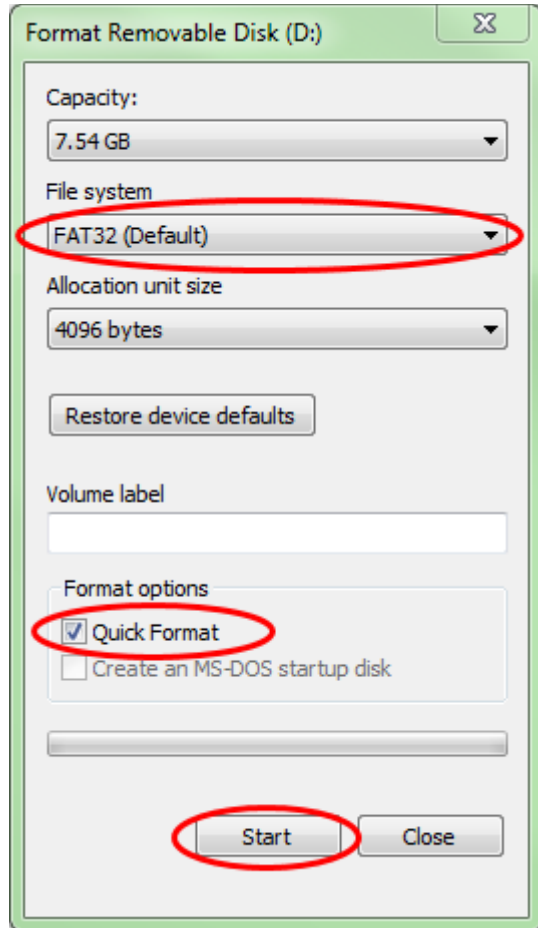 Format Removable Disk (D:)
Capacity:
7.54 GB
File system
FAT32 (Default)
Allocation unit size
4096 bytes
Restore device defaults
Volume label
Format options
Quick Format
Create an MS-DOS startup disk
Start Close